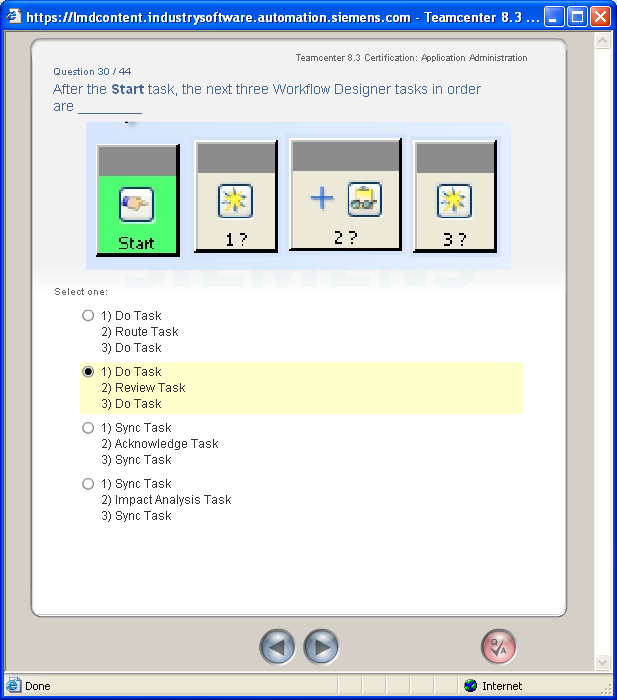 https://lmdcontent.industrysoftware.automation.siemens.com - Teamcenter 8.3 ...
Teamcenter 8.3 Certification: Application Administration
Question 30 / 44
After the Start task, the next three Workflow Designer tasks in order
are ________
Start
1 ?
2 ?
3 ?
SIEMENS
Select one:
1) Do Task
2) Route Task
3) Do Task
1) Do Task
2) Review Task
3) Do Task
1) Sync Task
2) Acknowledge Task
3) Sync Task
1) Sync Task
2) Impact Analysis Task
3) Sync Task
Q/A
Done
Internet